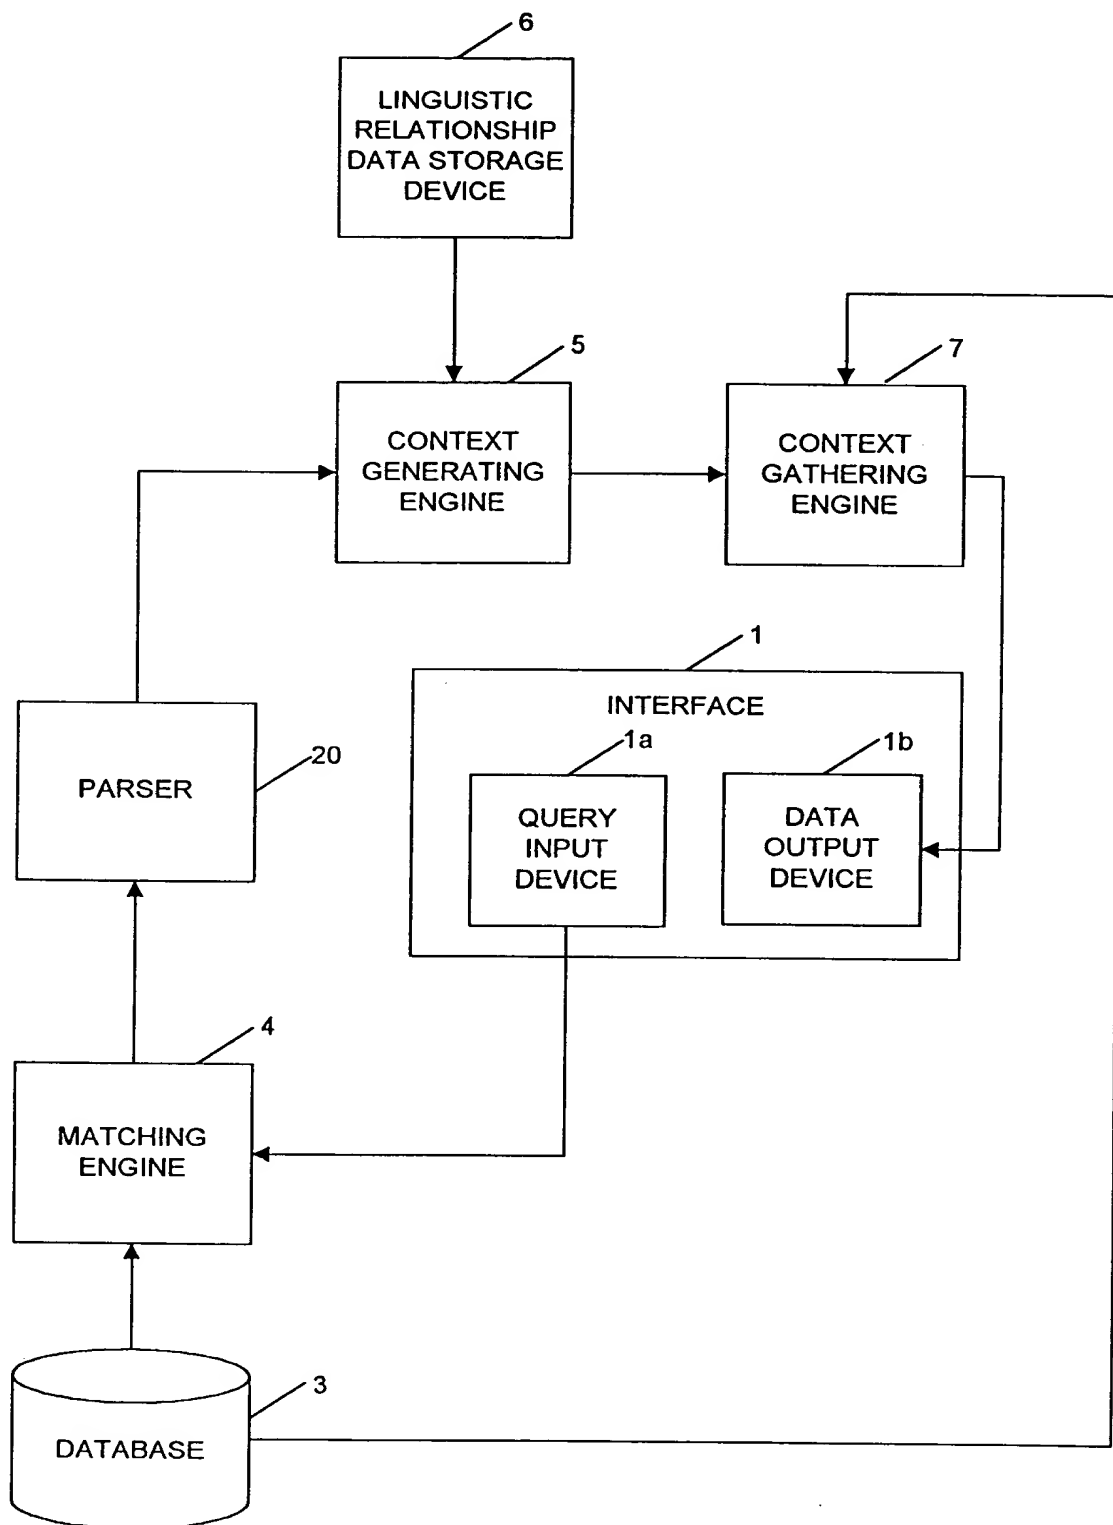 6
LINGUISTIC
RELATIONSHIP
DATA STORAGE
DEVICE
5
7
CONTEXT
GENERATING
ENGINE
CONTEXT
GATHERING
ENGINE
1
INTERFACE
1a
1b
20
PARSER
QUERY
INPUT
DEVICE
DATA
OUTPUT
DEVICE
4
MATCHING
ENGINE
3
DATABASE